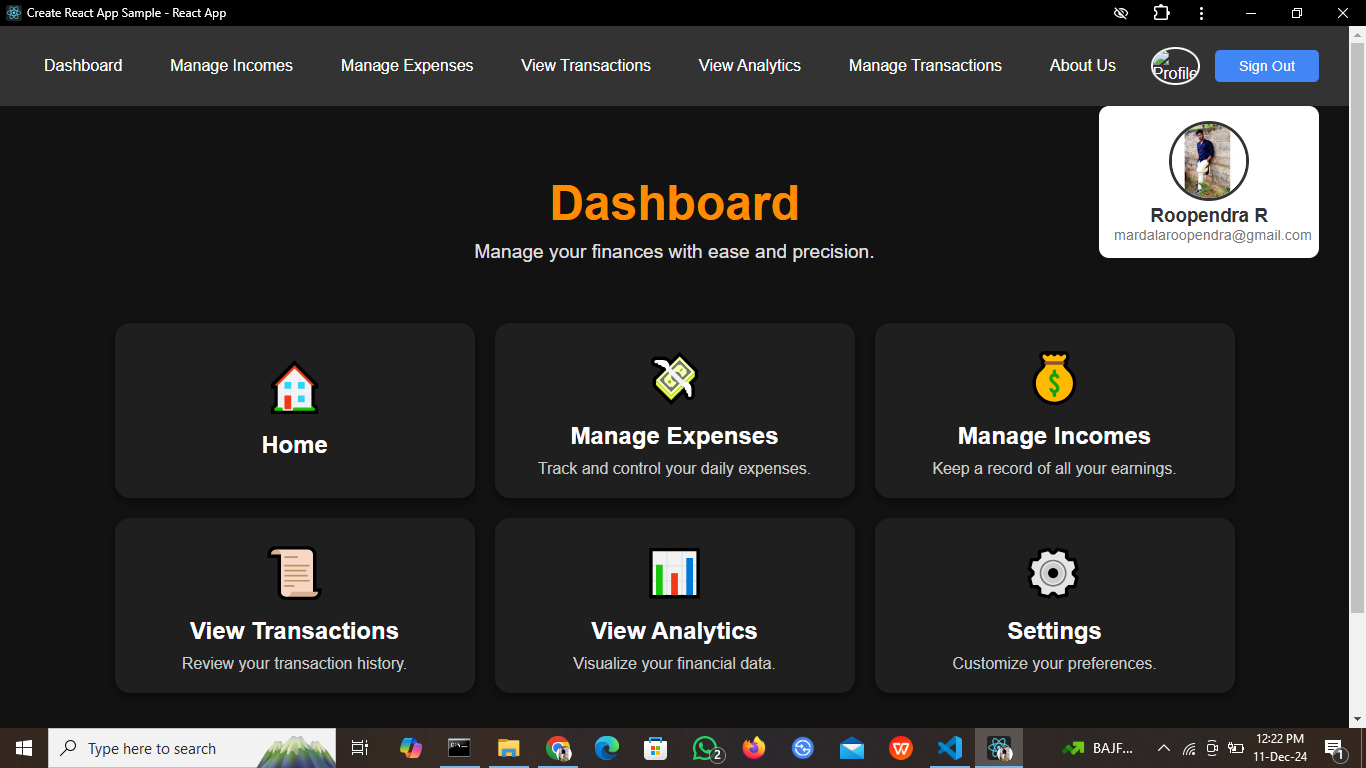 Create React App Sample - React App
Dashboard
Manage Incomes
Manage Expenses
View Transactions
View Analytics
Manage Transactions
About Us
Profile
Sign Out
Roopendra R
mardalaroopendra@gmail.com
Dashboard
Manage your finances with ease and precision.
Home
Manage Expenses
Track and control your daily expenses.
Manage Incomes
Keep a record of all your earnings.
View Transactions
Review your transaction history.
View Analytics
Visualize your financial data.
Settings
Customize your preferences.
Type here to search
2
W
BAJF...
12:22 PM
11-Dec-24
1